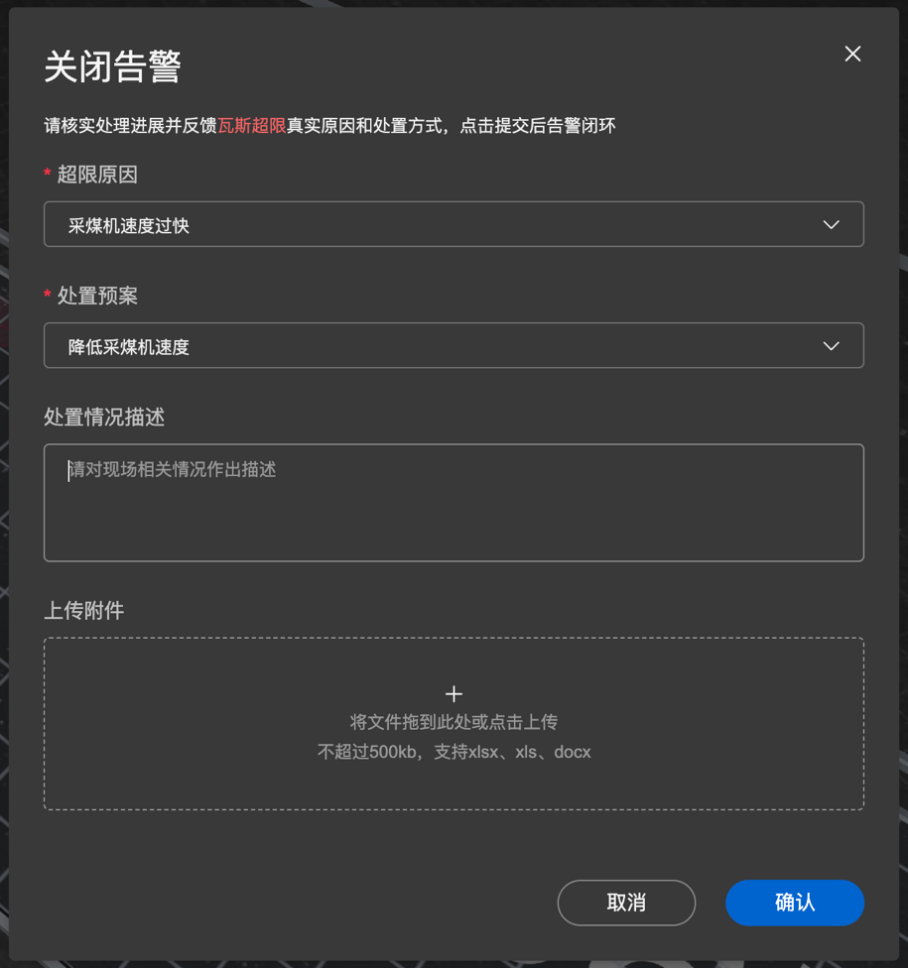 关闭告警
请核实处理进展并反馈瓦斯超限真实原因和处置方式，点击提交后告警闭环
* 超限原因
采煤机速度过快
* 处置预案
降低采煤机速度
处置情况描述
请对现场相关情况作出描述
上传附件
将文件拖到此处或点击上传
不超过500kb，支持xlsx、xls、docx
取消
确认